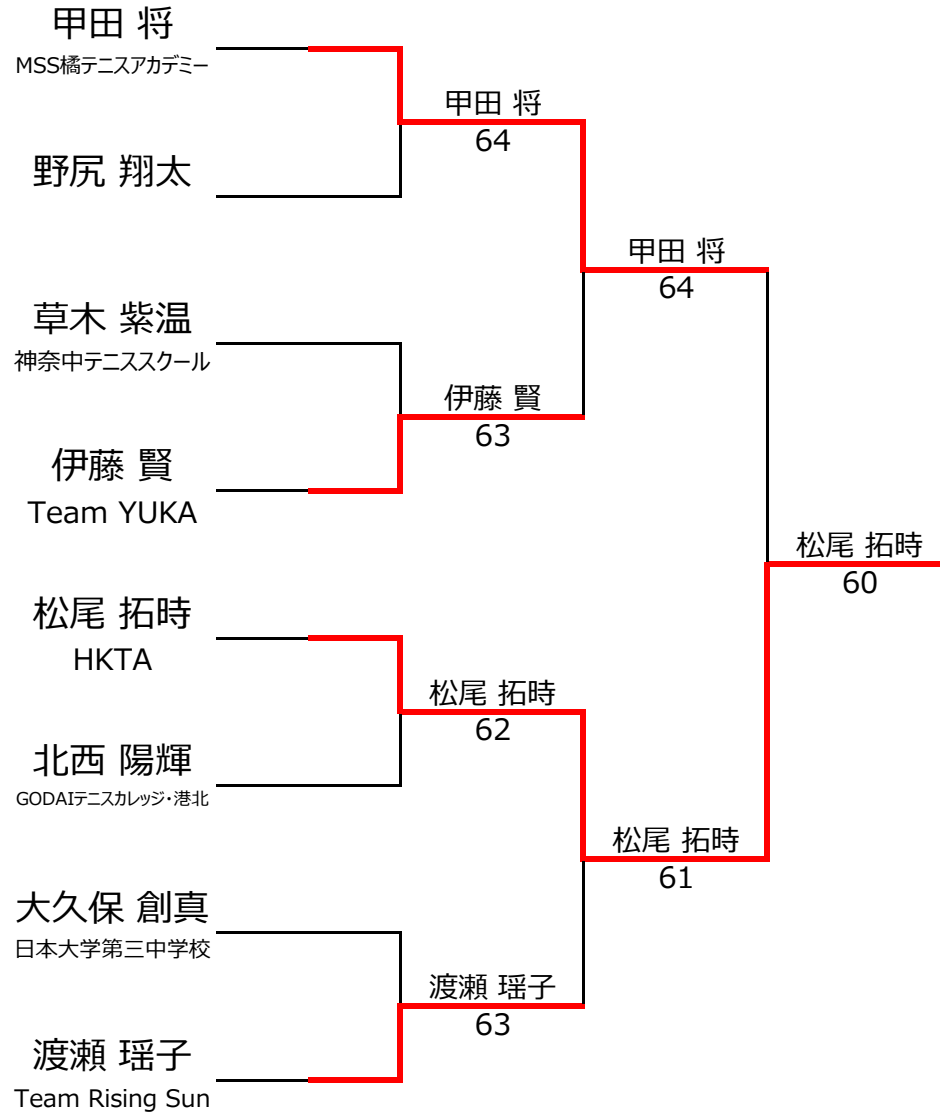 甲田 将
MSS橘テニスアカデミー
甲田 将
64
野尻 翔太
甲田 将
64
草木 紫温
神奈中テニススクール
伊藤 賢
63
伊藤 賢
Team YUKA
松尾 拓時
60
松尾 拓時
HKTA
松尾 拓時
62
北西 陽輝
GODAIテニスカレッジ・港北
松尾 拓時
61
大久保 創真
日本大学第三中学校
渡瀬 瑶子
63
渡瀬 瑶子
Team Rising Sun